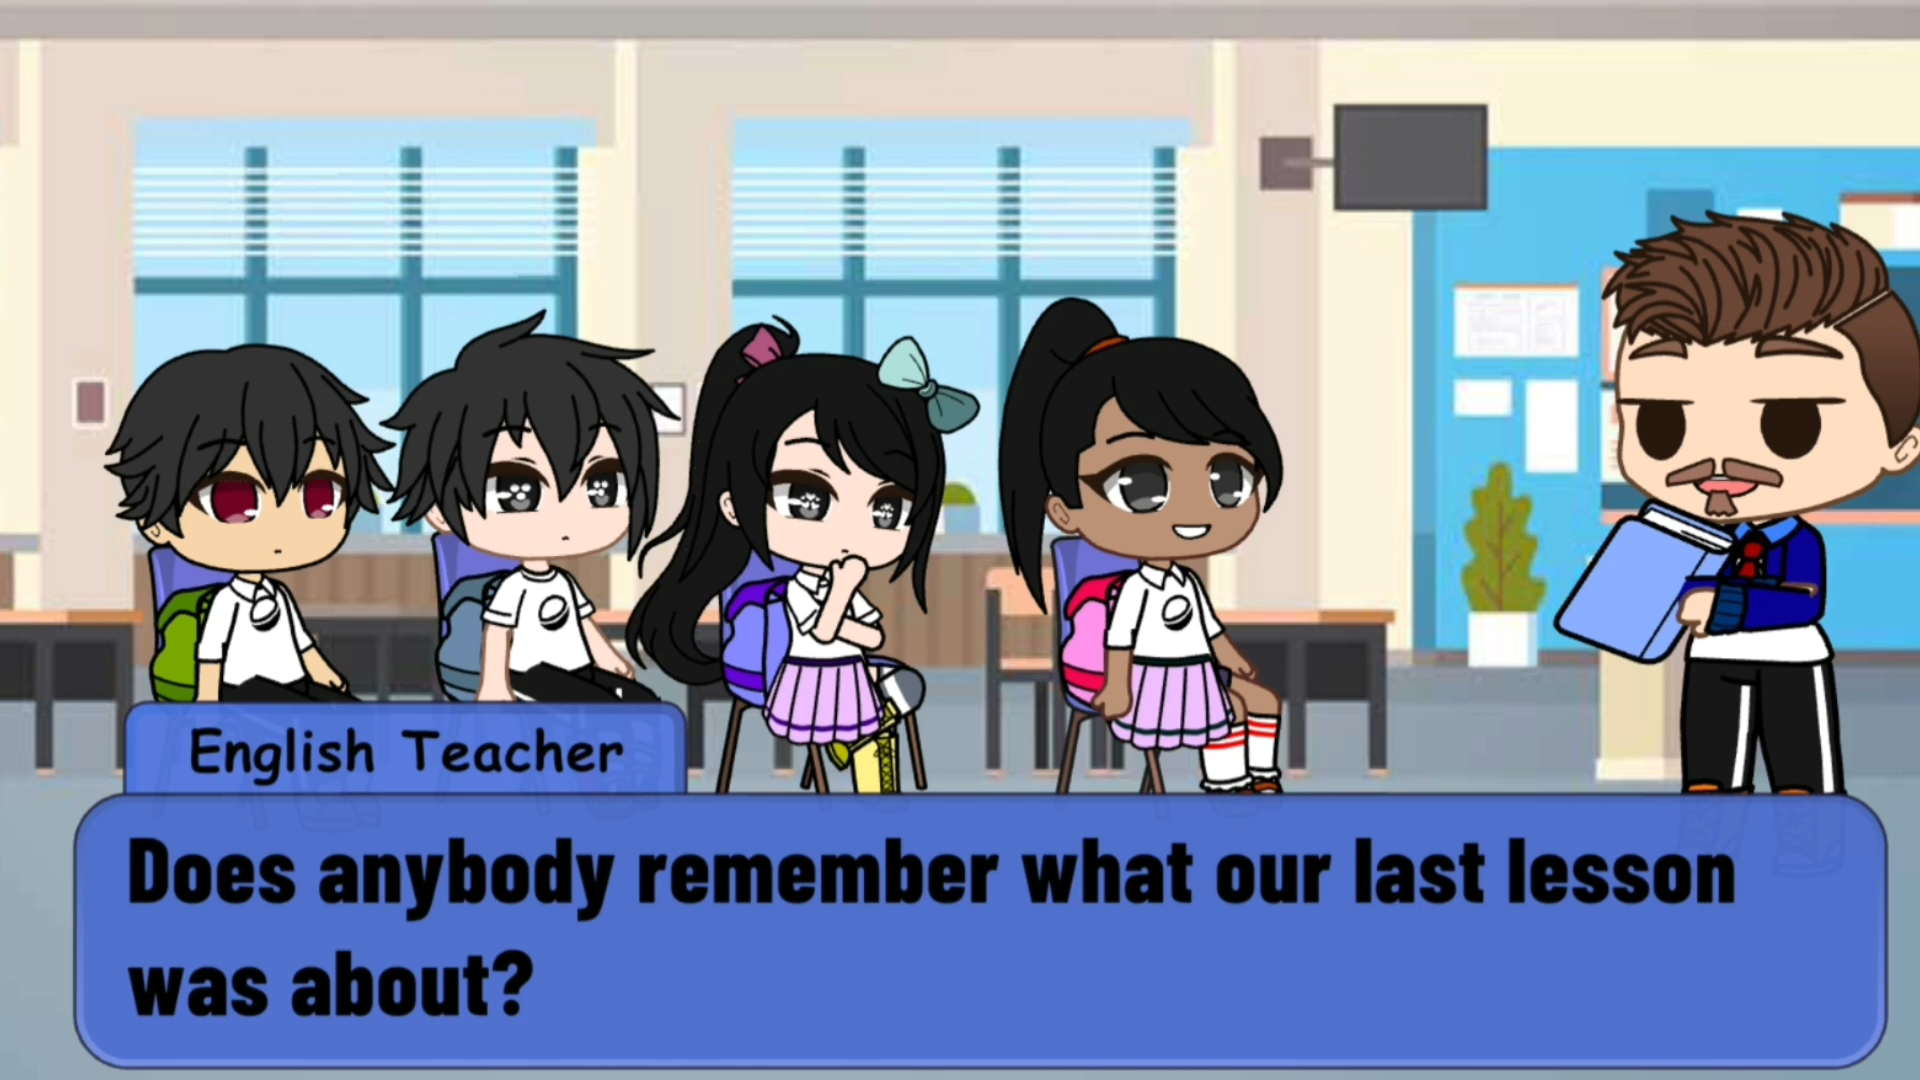 English Teacher
Does anybody remember what our last lesson
was about?